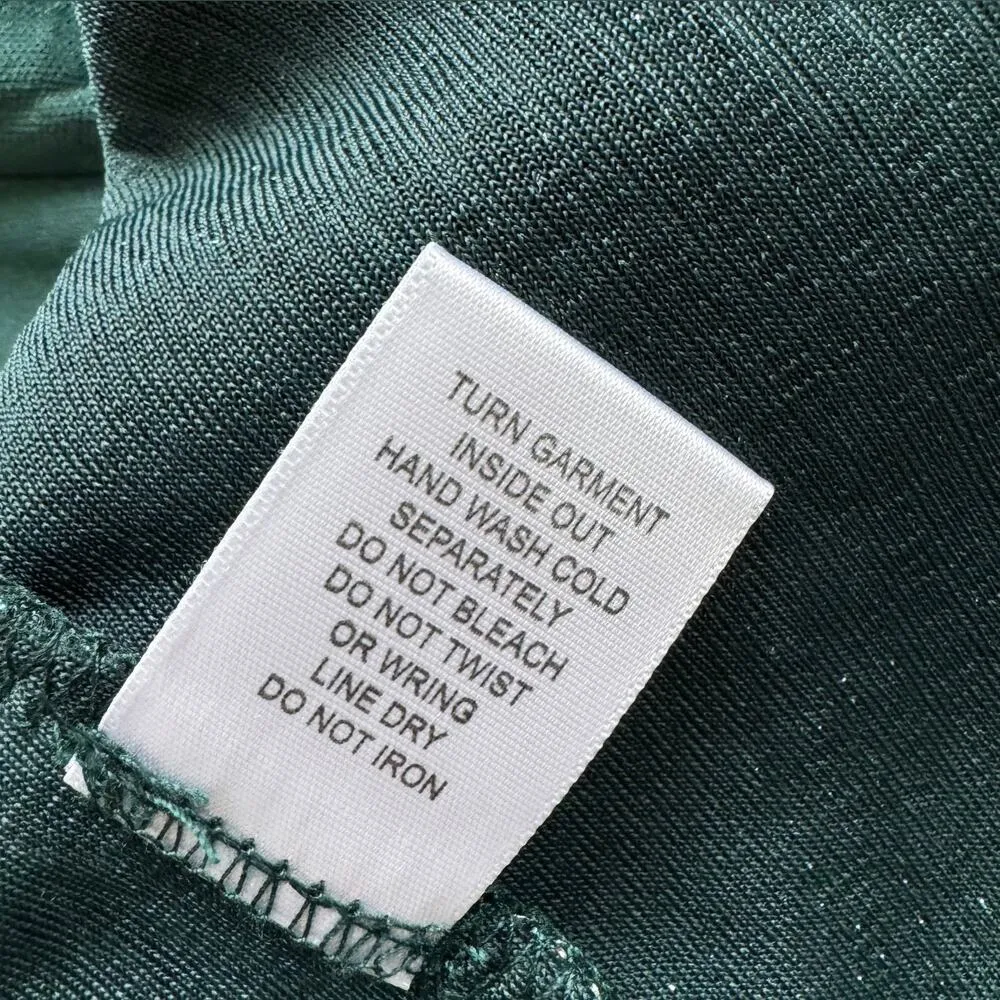 TURN GARMENT
INSIDE OUT
HAND WASH COLD
SEPARATELY
DO NOT BLEACH
DO NOT TWIST
OR WRING
LINE DRY
DO NOT IRON